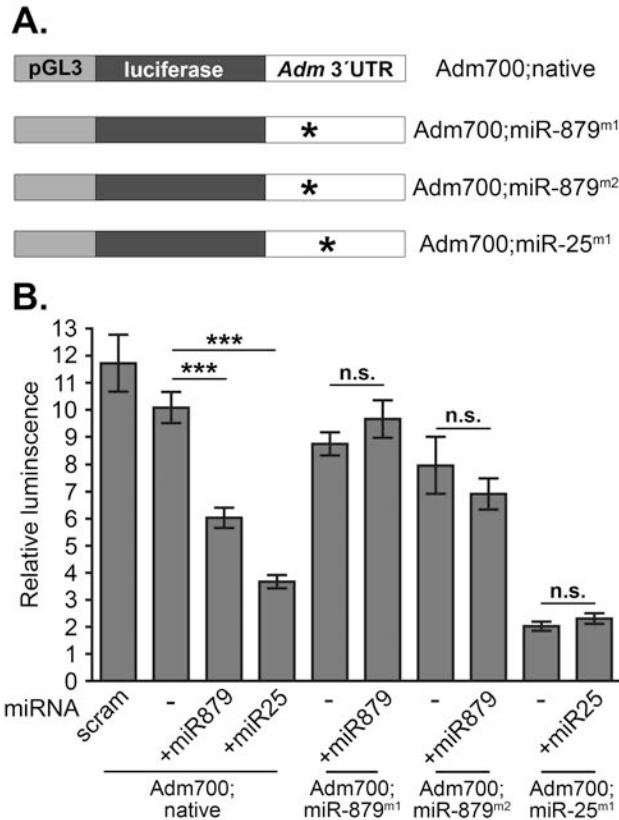 A.
pGL3 luciferase Adm 3´UTR Adm700;native
* Adm700;miR-879m1
* Adm700;miR-879m2
* Adm700;miR-25m1
B.
13
12
11
10
9
8
7
6
5
4
3
2
1
0
Relative luminscence
***
***
n.s.
n.s.
n.s.
miRNA scram - +miR879 +miR25 - +miR879 - +miR879 - +miR25
Adm700; Adm700; Adm700; Adm700;
native miR-879m1 miR-879m2 miR-25m1